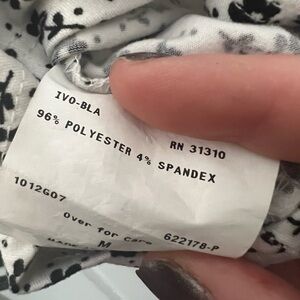 IVO-BLA
RN 31310
96% POLYESTER 4% SPANDEX
1012G07
622178-P
Over for care
M